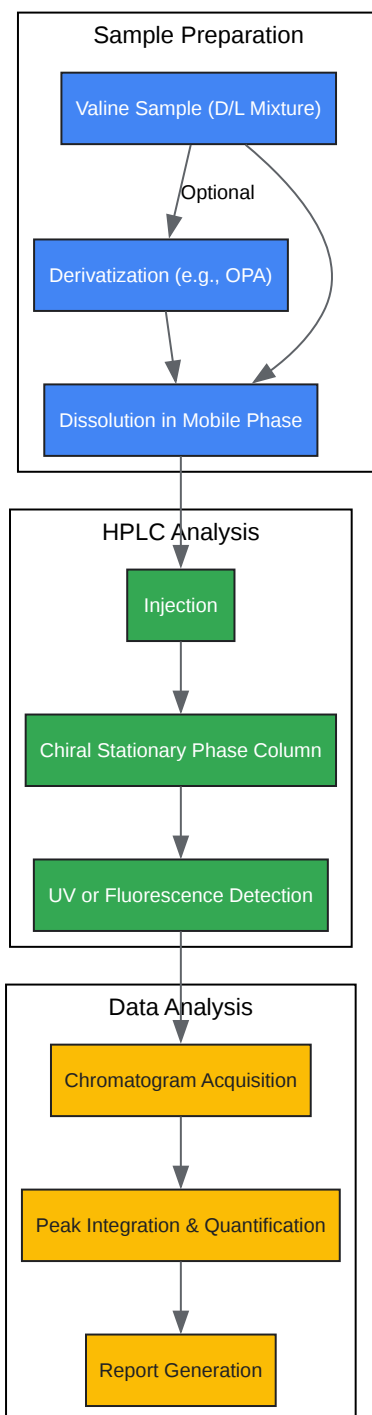 Sample Preparation
Valine Sample (D/L Mixture)
Optional
Derivatization (e.g., OPA)
Dissolution in Mobile Phase
HPLC Analysis
Injection
Chiral Stationary Phase Column
UV or Fluorescence Detection
Data Analysis
Chromatogram Acquisition
Peak Integration & Quantification
Report Generation